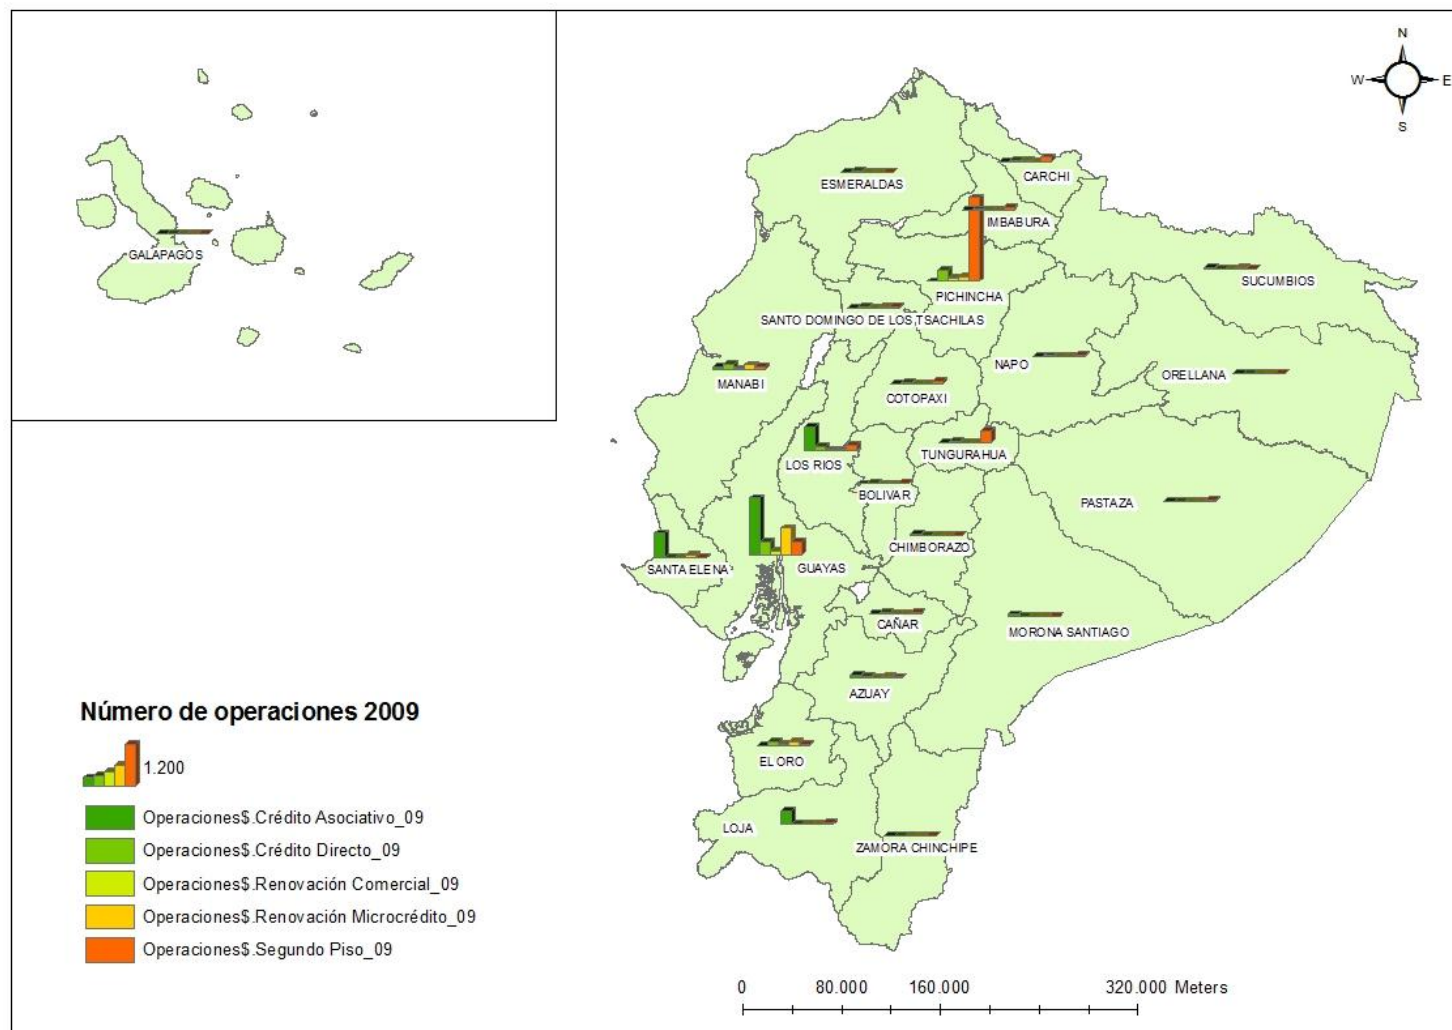 N
W E
S
ESMERALDAS
CARCHI
IMBABURA
GALAPAGOS
SUCUMBIOS
PICHINCHA
SANTO DOMINGO DE LOS TSACHILAS
NAPO
ORELLANA
MANABI
COTOPAXI
TUNGURAHUA
LOS RIOS
BOLIVAR
PASTAZA
CHIMBORAZO
SANTA ELENA
GUAYAS
CAÑAR
MORONA SANTIAGO
AZUAY
EL ORO
LOJA
ZAMORA CHINCHIPE
Número de operaciones 2009
1.200
Operaciones$.Crédito Asociativo_09
Operaciones$.Crédito Directo_09
Operaciones$.Renovación Comercial_09
Operaciones$.Renovación Microcrédito_09
Operaciones$.Segundo Piso_09
0 80.000 160.000 320.000 Meters